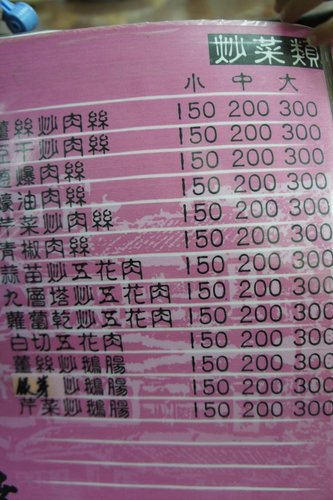 炒菜類
小 中 大
薑絲炒肉絲 150 200 300
豆干炒肉絲 150 200 300
醬爆肉絲 150 200 300
蠔油肉絲 150 200 300
芹菜炒肉絲 150 200 300
青椒肉絲 150 200 300
蒜苗炒五花肉 150 200 300
九層塔炒五花肉 150 200 300
蘿蔔乾炒五花肉 150 200 300
白切五花肉 150 200 300
薑絲炒鵝腸 150 200 300
炒鵝腸 150 200 300
芹菜炒鵝腸 150 200 300